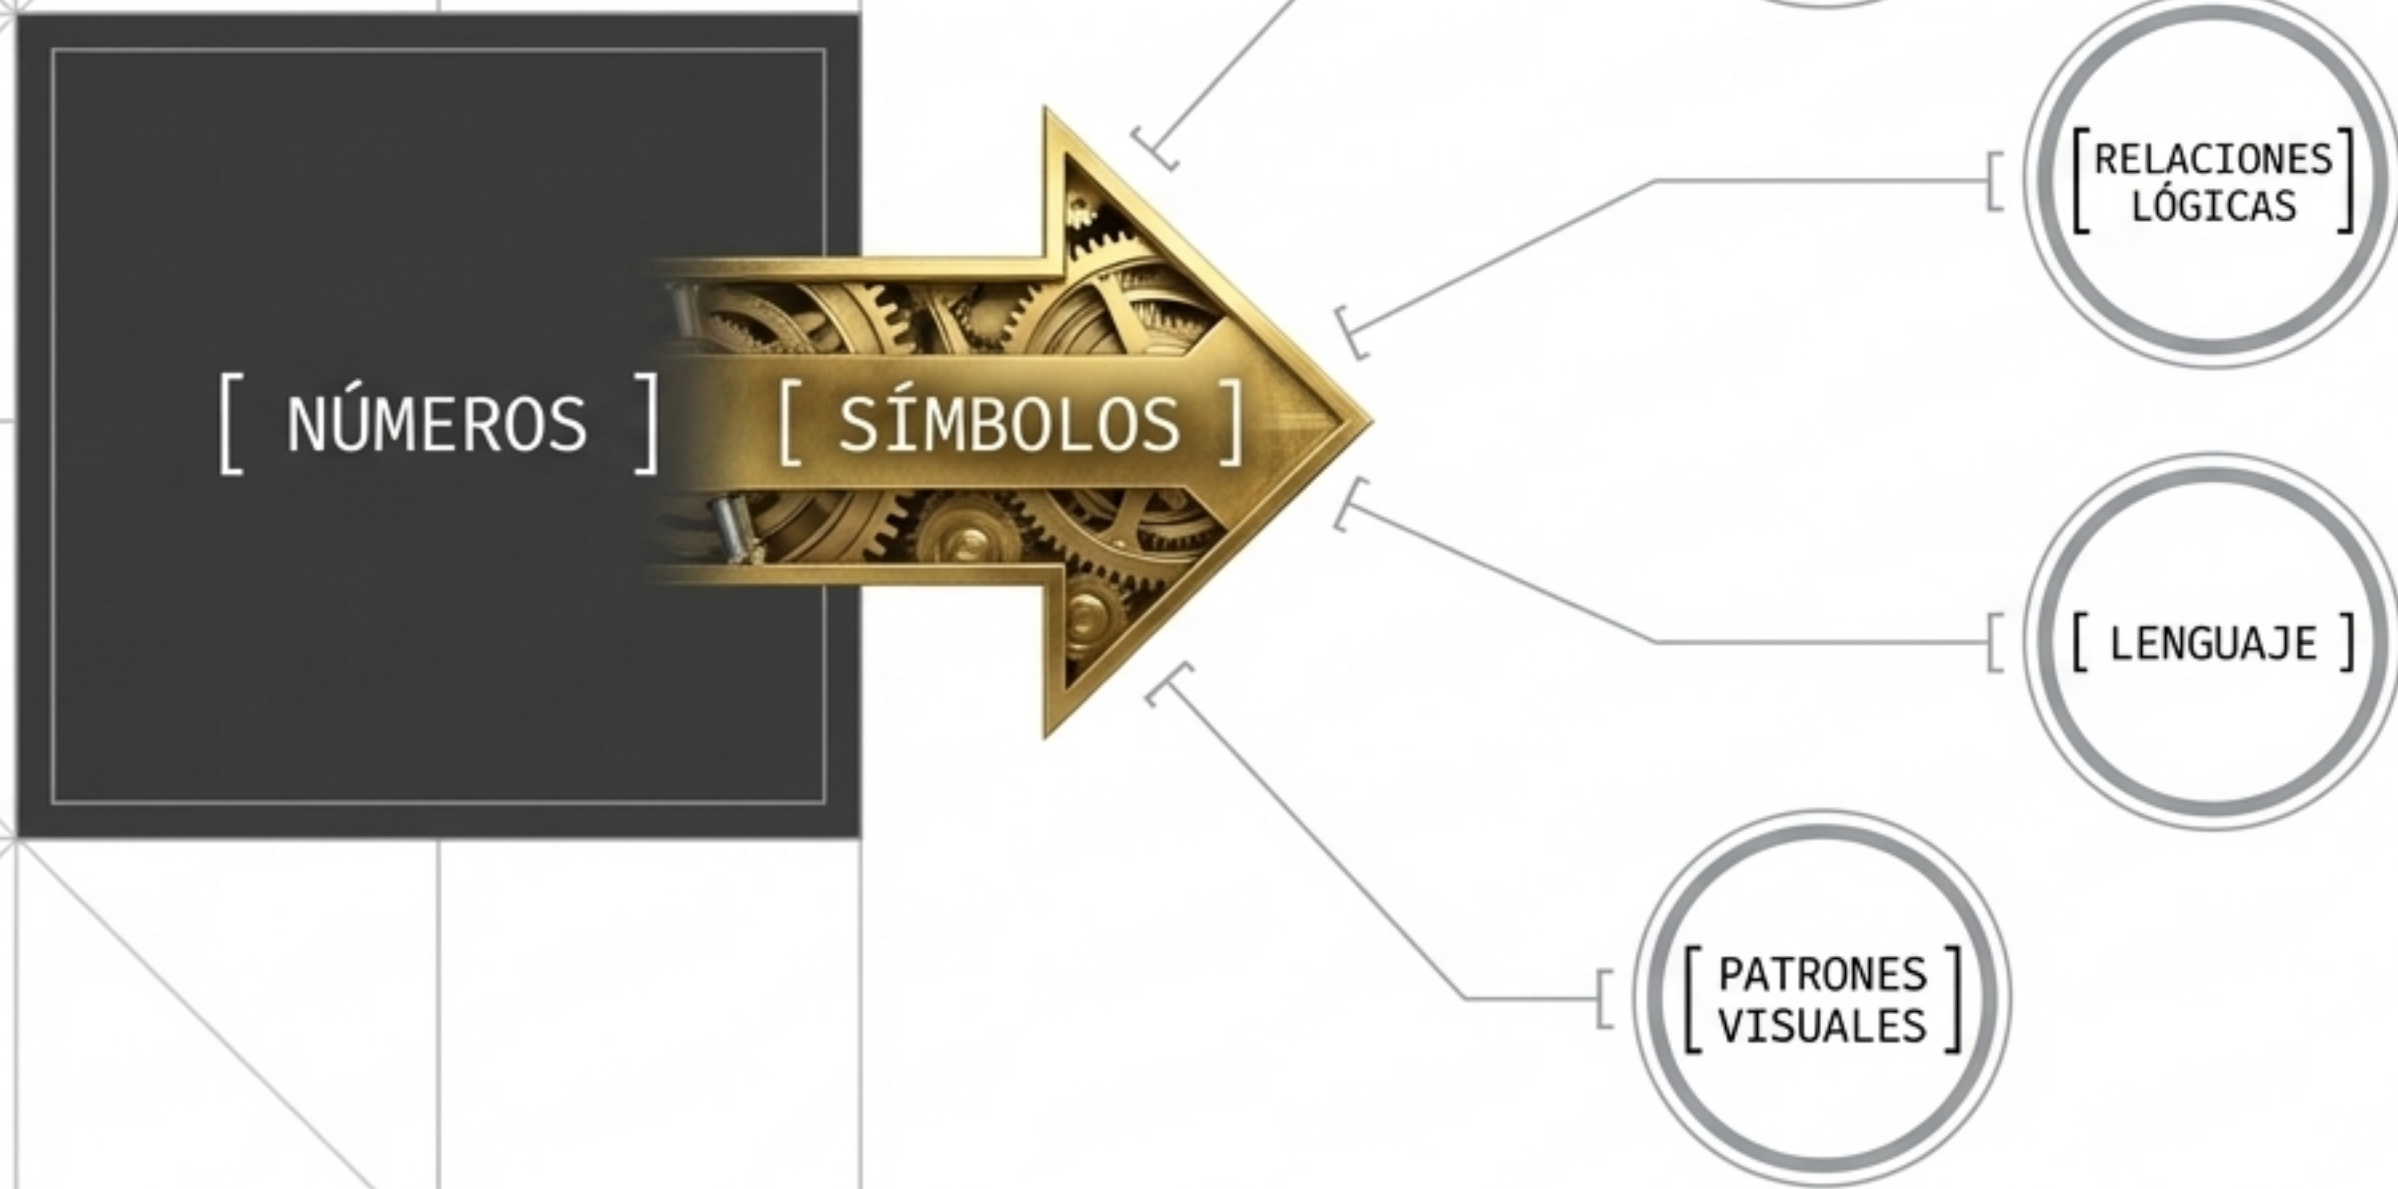 [ NÚMEROS ]
[ SÍMBOLOS ]
[RELACIONES
LÓGICAS]
[ LENGUAJE ]
[PATRONES
VISUALES]